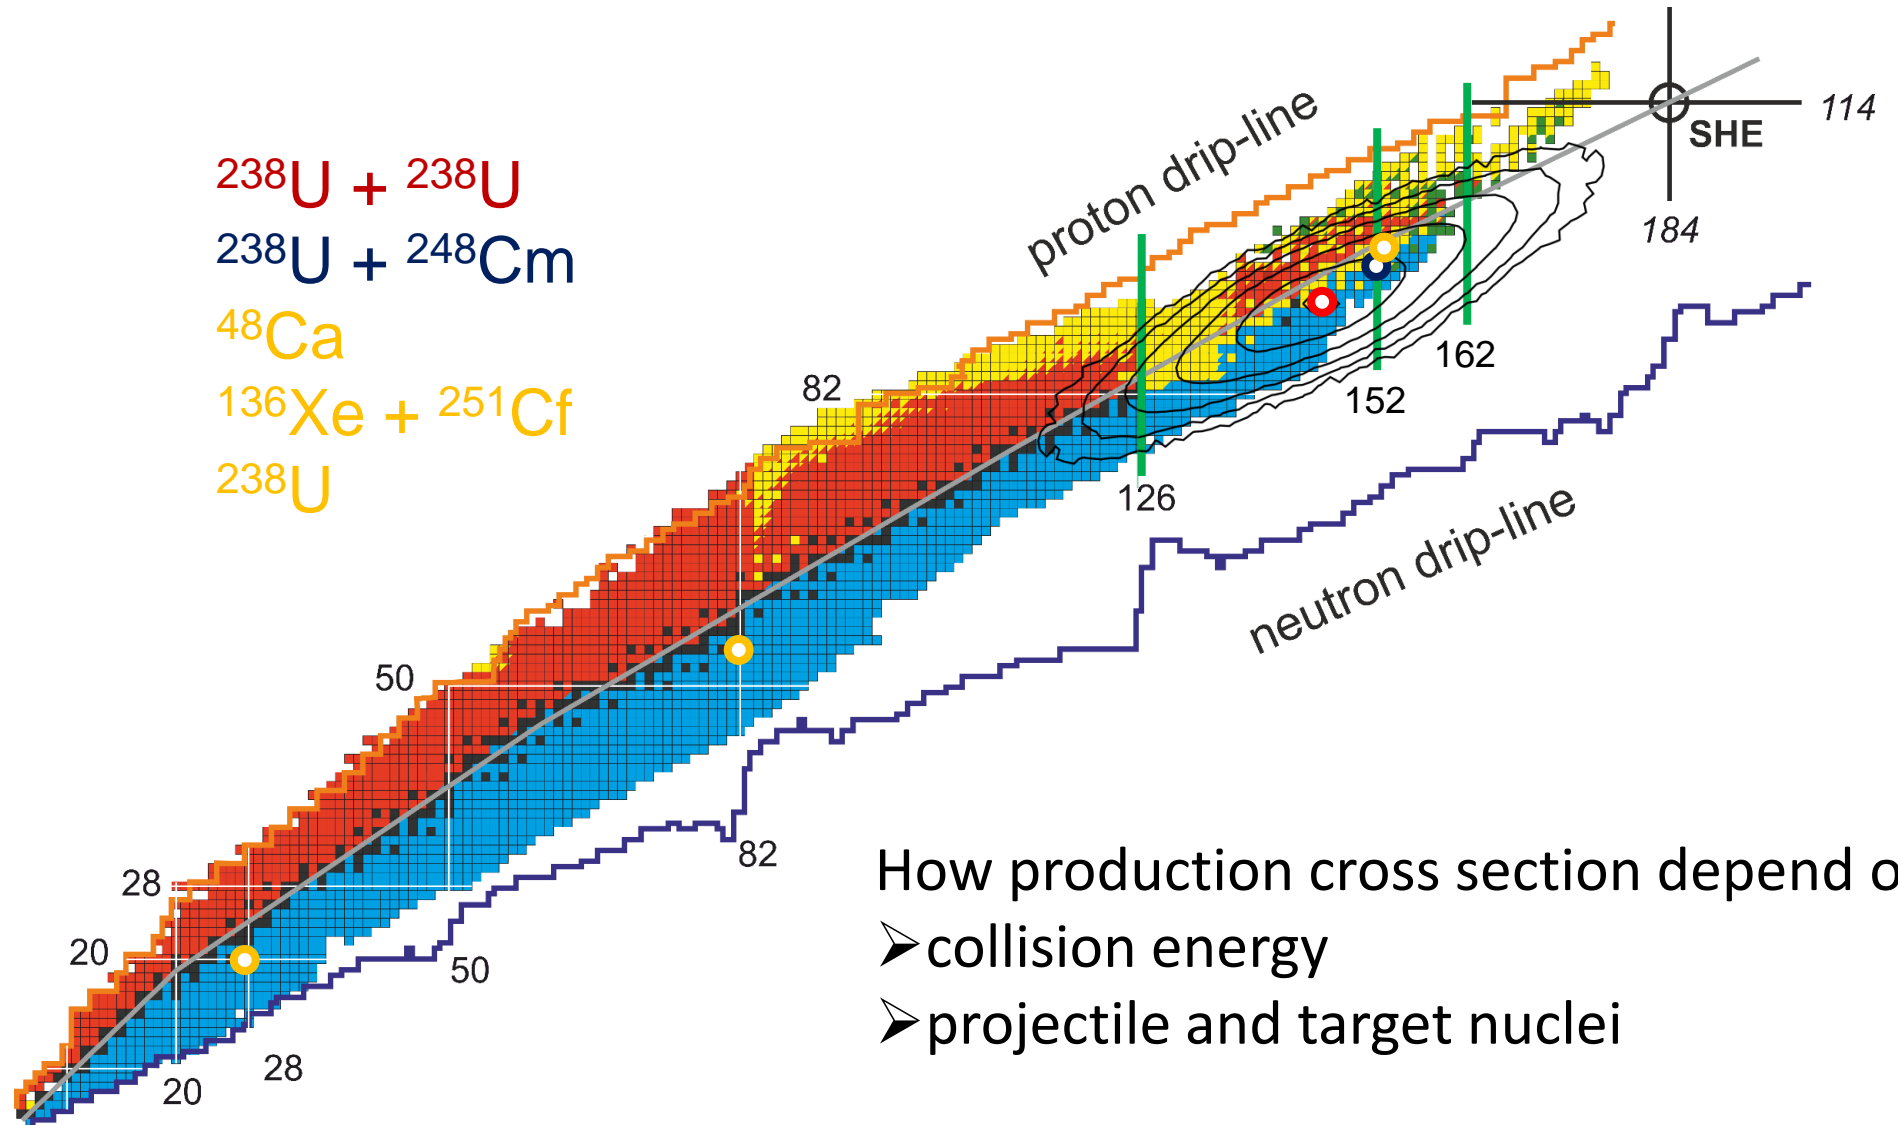 proton drip-line
114
SHE
184
²³⁸U + ²³⁸U
²³⁸U + ²⁴⁸Cm
⁴⁸Ca
¹³⁶Xe + ²⁵¹Cf
²³⁸U
82
162
152
126
neutron drip-line
50
82
28
20
50
28
20
How production cross section depend o
➢collision energy
➢projectile and target nuclei